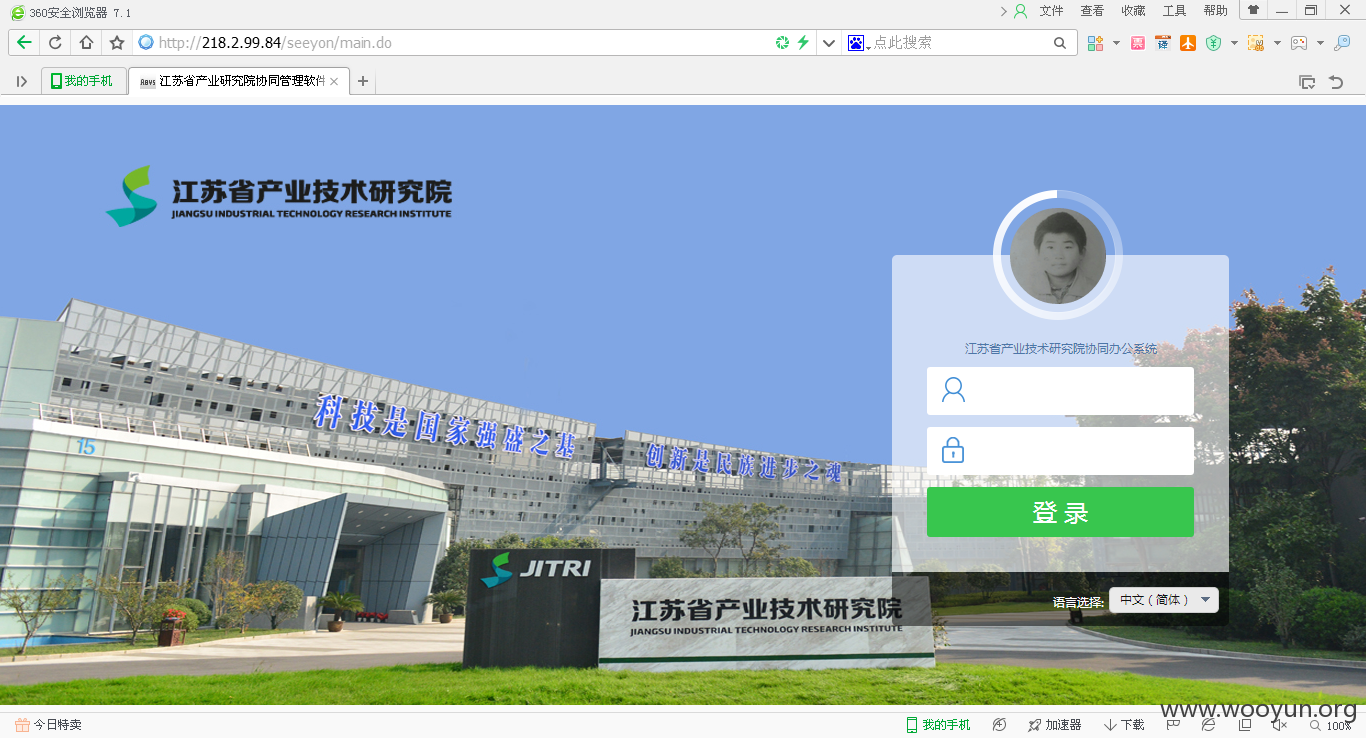 360安全浏览器 7.1
文件 查看 收藏 工具 帮助
http://218.2.99.84/seeyon/main.do
点此搜索
我的手机
江苏省产业研究院协同管理软件
江苏省产业技术研究院
JIANGSU INDUSTRIAL TECHNOLOGY RESEARCH INSTITUTE
江苏省产业技术研究院协同办公系统
科技是国家强盛之基
创新是民族进步之魂
15
登录
JITRI
江苏省产业技术研究院
JIANGSU INDUSTRIAL TECHNOLOGY RESEARCH INSTITUTE
语言选择: 中文（简体）
www.wooyun.org
今日特卖
我的手机 加速器 下载 100%